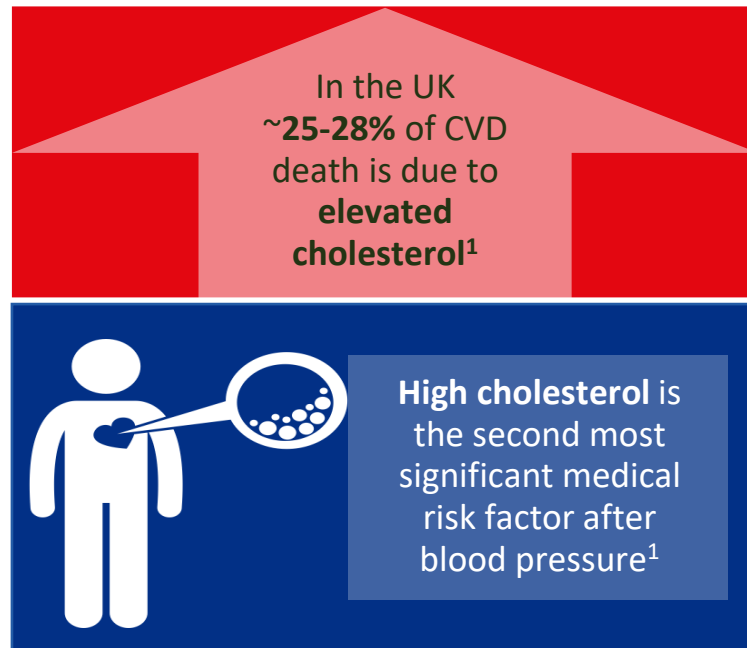 In the UK
~25-28% of CVD
death is due to
elevated
cholesterol¹
High cholesterol is
the second most
significant medical
risk factor after
blood pressure¹